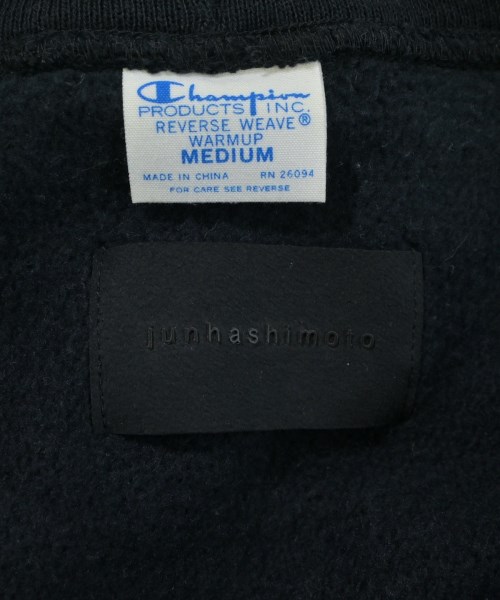 Champion
PRODUCTS INC.
REVERSE WEAVE®
WARMUP
MEDIUM
MADE IN CHINA RN 26094
FOR CARE SEE REVERSE
junhashimoto